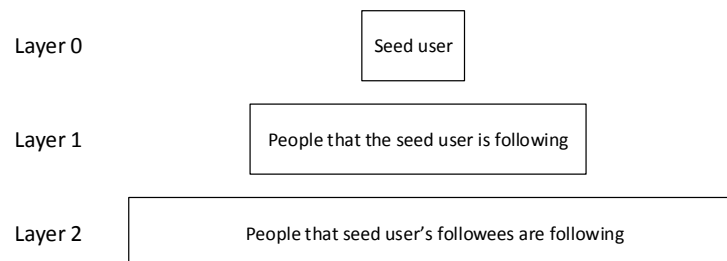 Layer 0
Seed user
Layer 1
People that the seed user is following
Layer 2
People that seed user’s followees are following